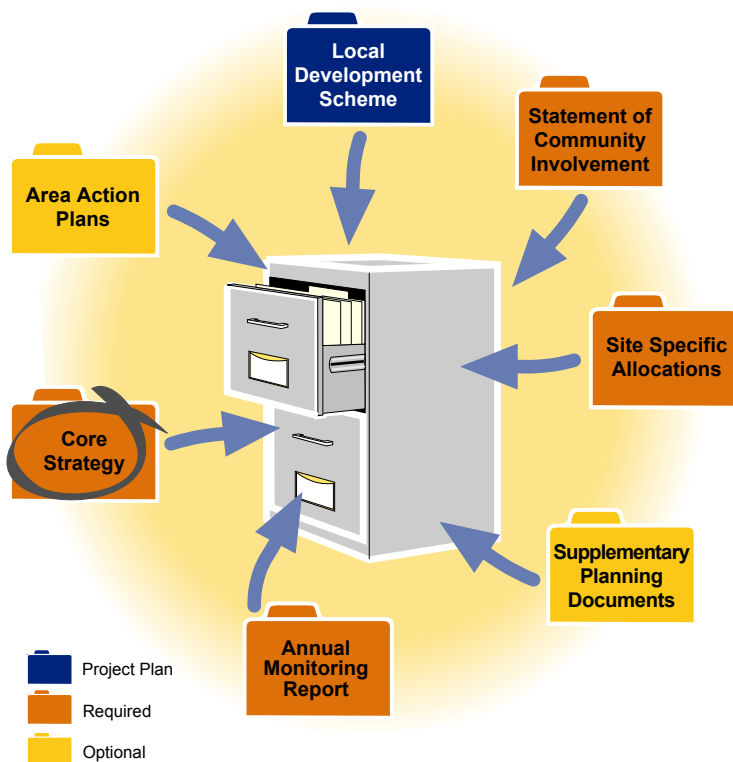 Local
Development
Scheme
Statement of
Community
Involvement
Area Action
Plans
Site Specific
Allocations
Core
Strategy
Supplementary
Planning
Documents
Annual
Monitoring
Report
Project Plan
Required
Optional